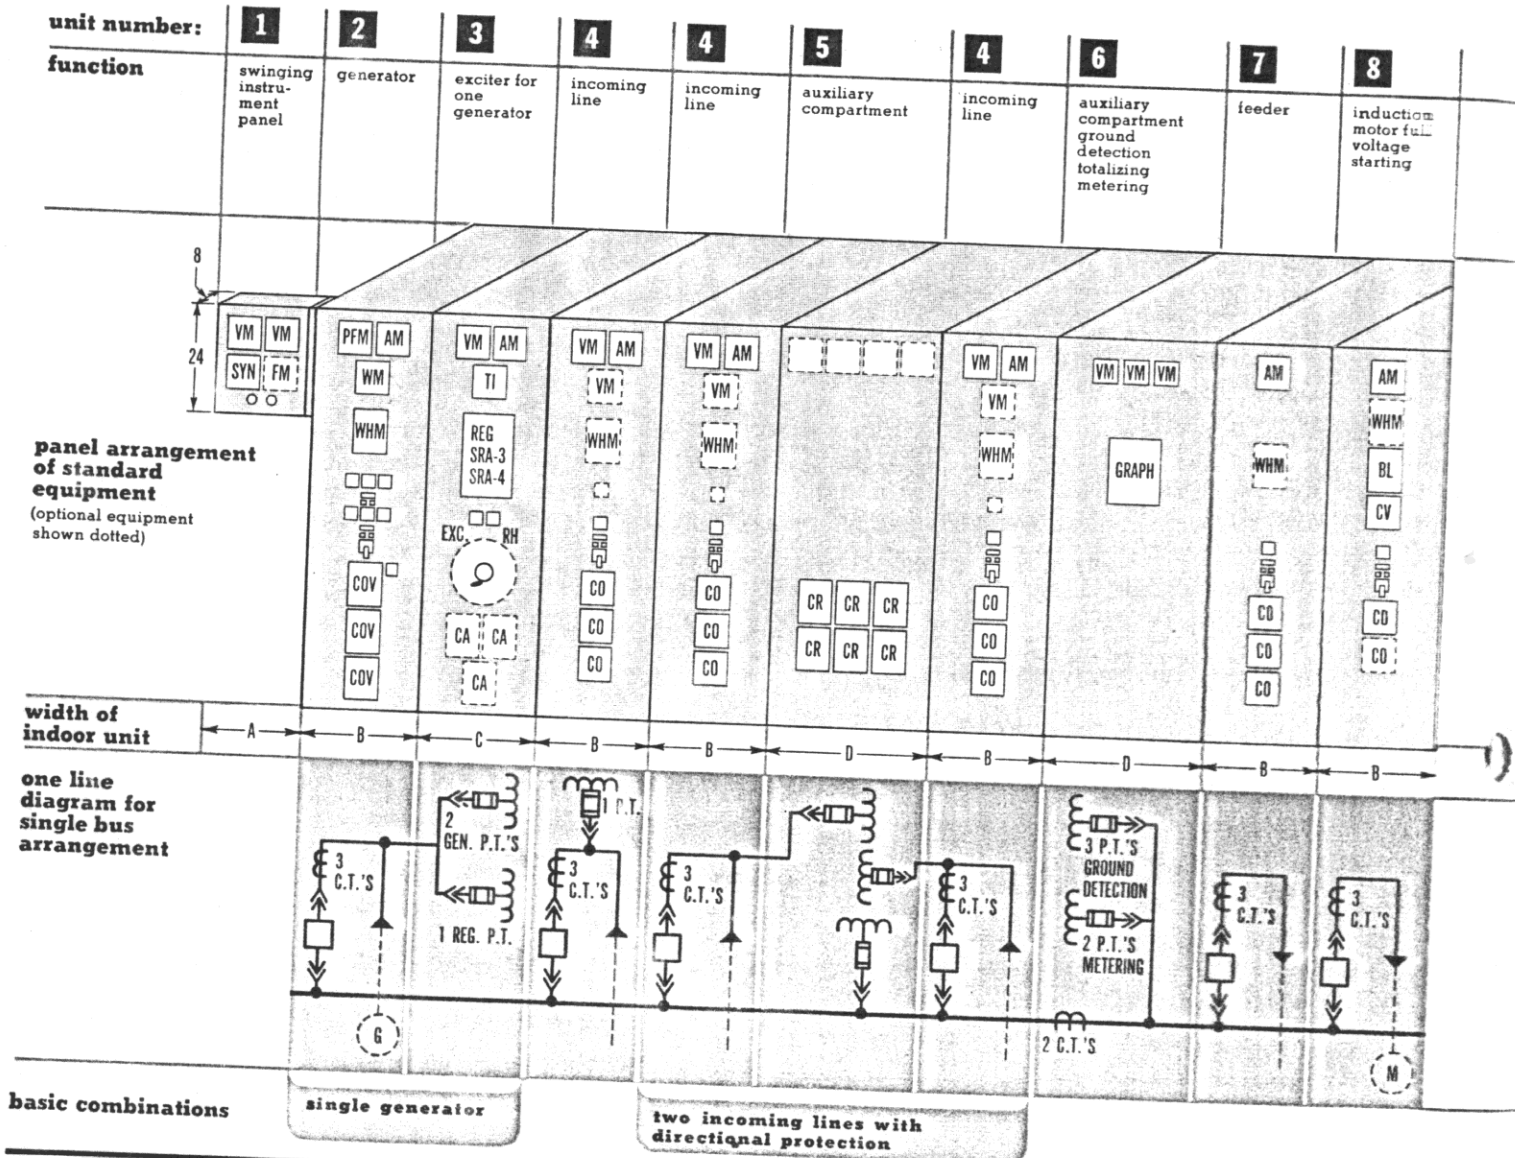 unit number: 1 2 3 4 4 5 4 6 7 8
function
swinging
instru-
ment
panel
generator
exciter for
one
generator
incoming
line
incoming
line
auxiliary
compartment
incoming
line
auxiliary
compartment
ground
detection
totalizing
metering
feeder
induction
motor full
voltage
starting
8
24
VM VM
SYN FM
PFM AM
WM
WHM
COV
COV
COV
VM AM
TI
REG
SRA-3
SRA-4
EXC. RH
CA CA
CA
VM AM
VM
WHM
CO
CO
CO
VM AM
VM
WHM
CO
CO
CO
CR CR CR
CR CR CR
VM AM
VM
WHM
CO
CO
CO
VM VM VM
GRAPH
AM
WHM
CO
CO
CO
AM
WHM
BL
CV
CO
CO
panel arrangement
of standard
equipment
(optional equipment
shown dotted)
width of
indoor unit
A B C B B D B D B B
one line
diagram for
single bus
arrangement
3
C.T.'S
G
2
GEN. P.T.'S
1 REG. P.T.
1 P.T.
3
C.T.'S
3
C.T.'S
3
C.T.'S
3 P.T.'S
GROUND
DETECTION
2 P.T.'S
METERING
2 C.T.'S
3
C.T.'S
3
C.T.'S
M
basic combinations
single generator
two incoming lines with
directional protection